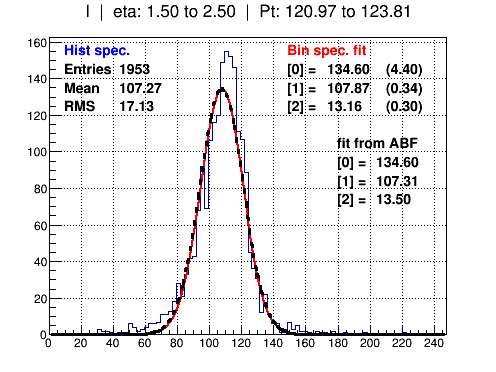 I | eta: 1.50 to 2.50 | Pt: 120.97 to 123.81
Hist spec.
Entries 1953
Mean 107.27
RMS 17.13
Bin spec. fit
[0] = 134.60 (4.40)
[1] = 107.87 (0.34)
[2] = 13.16 (0.30)
fit from ABF
[0] = 134.60
[1] = 107.31
[2] = 13.50
160
140
120
100
80
60
40
20
0
0 20 40 60 80 100 120 140 160 180 200 220 240